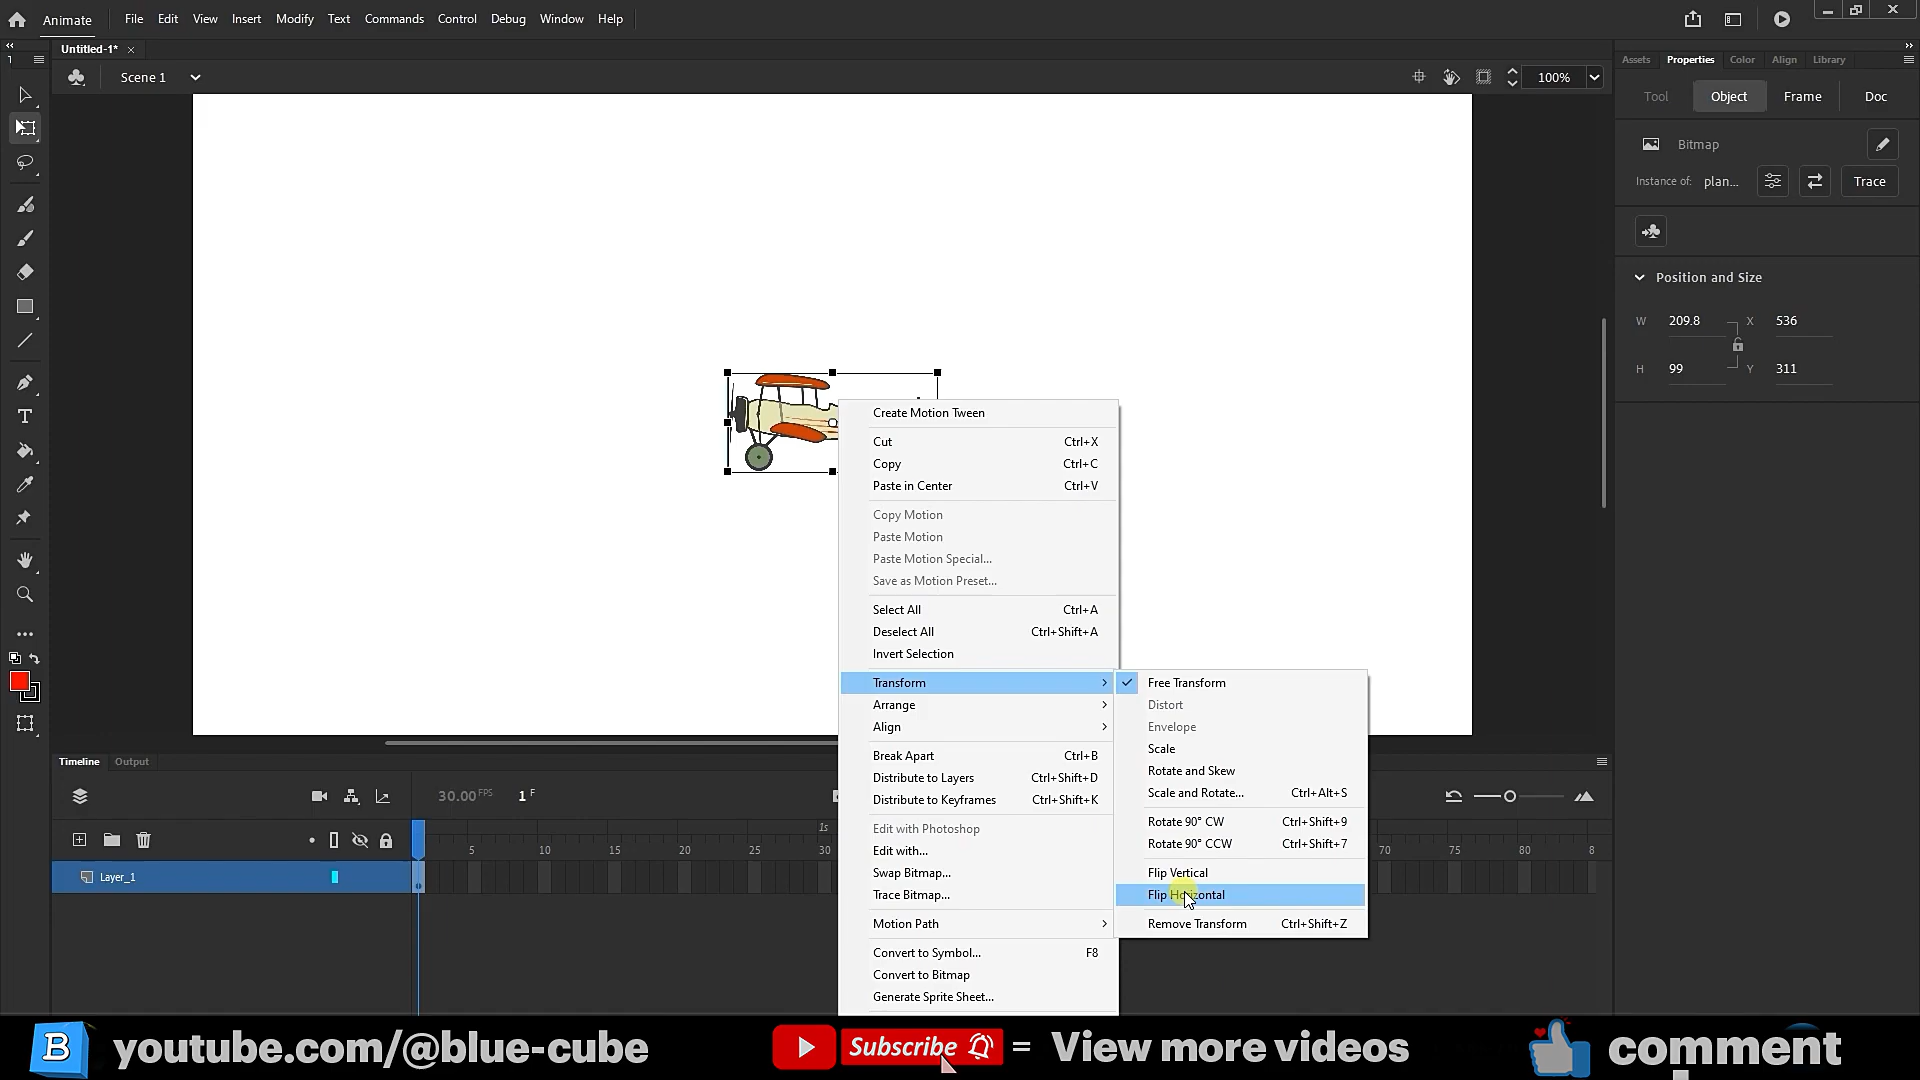 Animate File Edit View Insert Modify Text Commands Control Debug Window Help
Untitled-1*
Scene 1 100%
Assets Properties Color Align Library
Tool Object Frame Doc
Bitmap
Instance of: plan... Trace
Position and Size
W 209.8 X 536
H 99 Y 311
Create Motion Tween
Cut Ctrl+X
Copy Ctrl+C
Paste in Center Ctrl+V
Copy Motion
Paste Motion
Paste Motion Special...
Save as Motion Preset...
Select All Ctrl+A
Deselect All Ctrl+Shift+A
Invert Selection
Transform
Arrange
Align
Break Apart Ctrl+B
Distribute to Layers Ctrl+Shift+D
Distribute to Keyframes Ctrl+Shift+K
Edit with Photoshop
Edit with...
Swap Bitmap...
Trace Bitmap...
Motion Path
Convert to Symbol... F8
Convert to Bitmap
Generate Sprite Sheet...
Free Transform
Distort
Envelope
Scale
Rotate and Skew
Scale and Rotate... Ctrl+Alt+S
Rotate 90° CW Ctrl+Shift+9
Rotate 90° CCW Ctrl+Shift+7
Flip Vertical
Flip Horizontal
Remove Transform Ctrl+Shift+Z
Timeline Output
30.00 FPS 1 F
1s
5 10 15 20 25 30 70 75 80 8
Layer_1
B youtube.com/@blue-cube Subscribe = View more videos comment